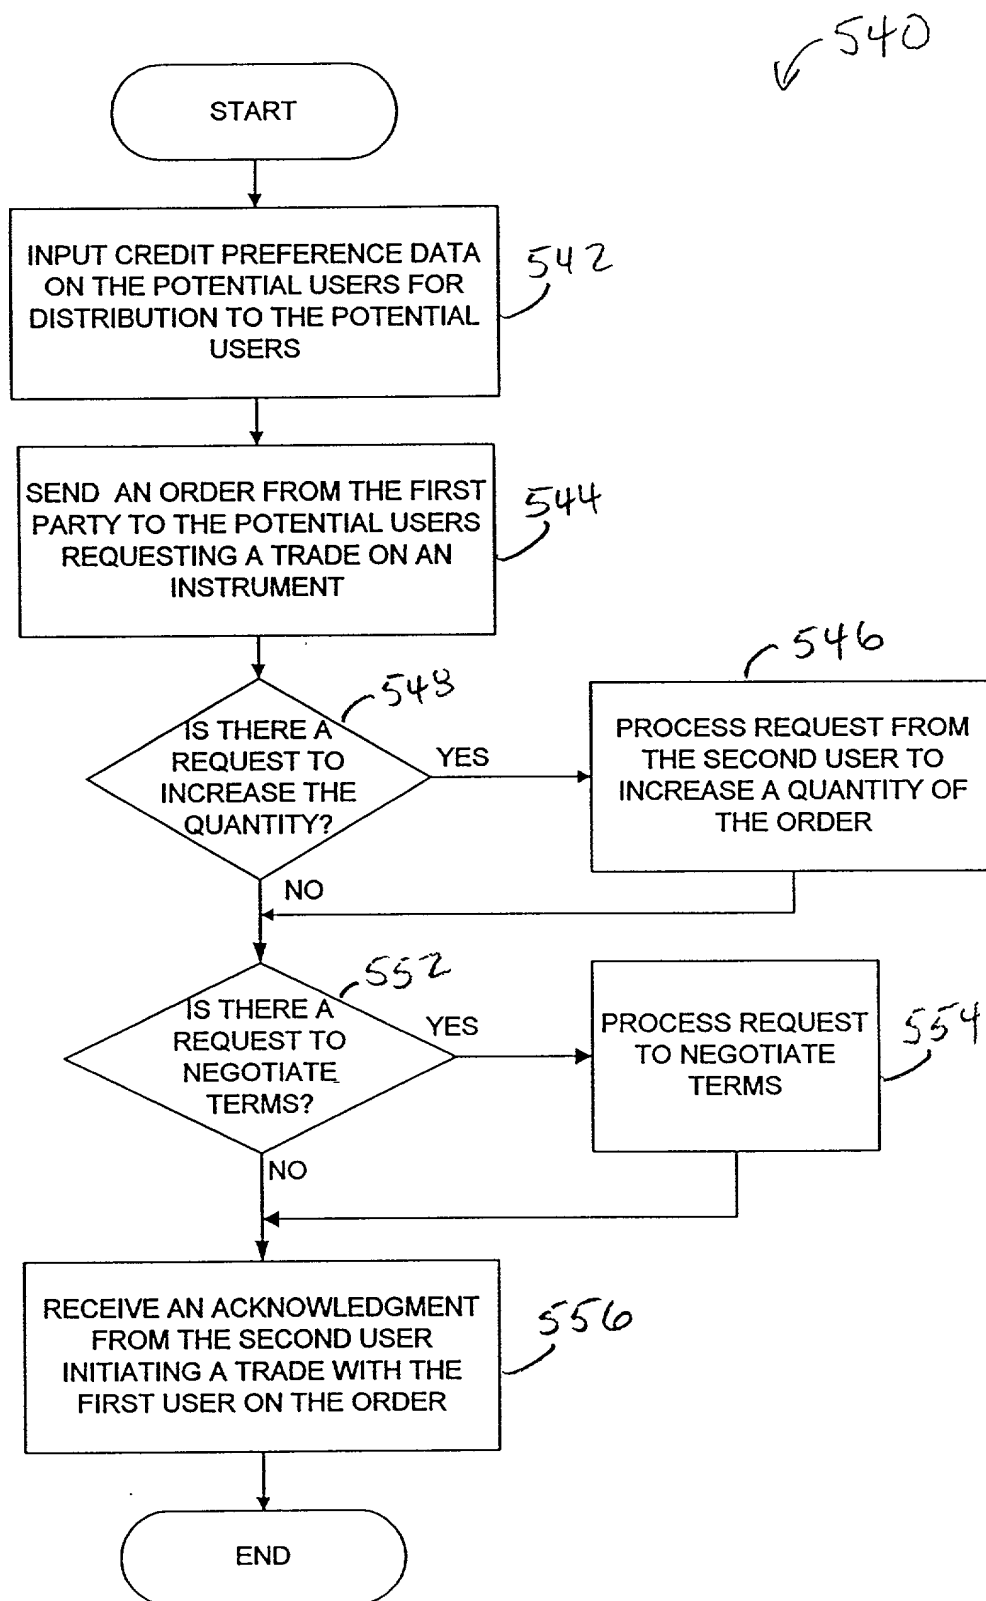 540
START
INPUT CREDIT PREFERENCE DATA
ON THE POTENTIAL USERS FOR
DISTRIBUTION TO THE POTENTIAL
USERS
542
SEND AN ORDER FROM THE FIRST
PARTY TO THE POTENTIAL USERS
REQUESTING A TRADE ON AN
INSTRUMENT
544
IS THERE A
REQUEST TO
INCREASE THE
QUANTITY?
548
YES
NO
PROCESS REQUEST FROM
THE SECOND USER TO
INCREASE A QUANTITY OF
THE ORDER
546
IS THERE A
REQUEST TO
NEGOTIATE
TERMS?
552
YES
NO
PROCESS REQUEST
TO NEGOTIATE
TERMS
554
RECEIVE AN ACKNOWLEDGMENT
FROM THE SECOND USER
INITIATING A TRADE WITH THE
FIRST USER ON THE ORDER
556
END